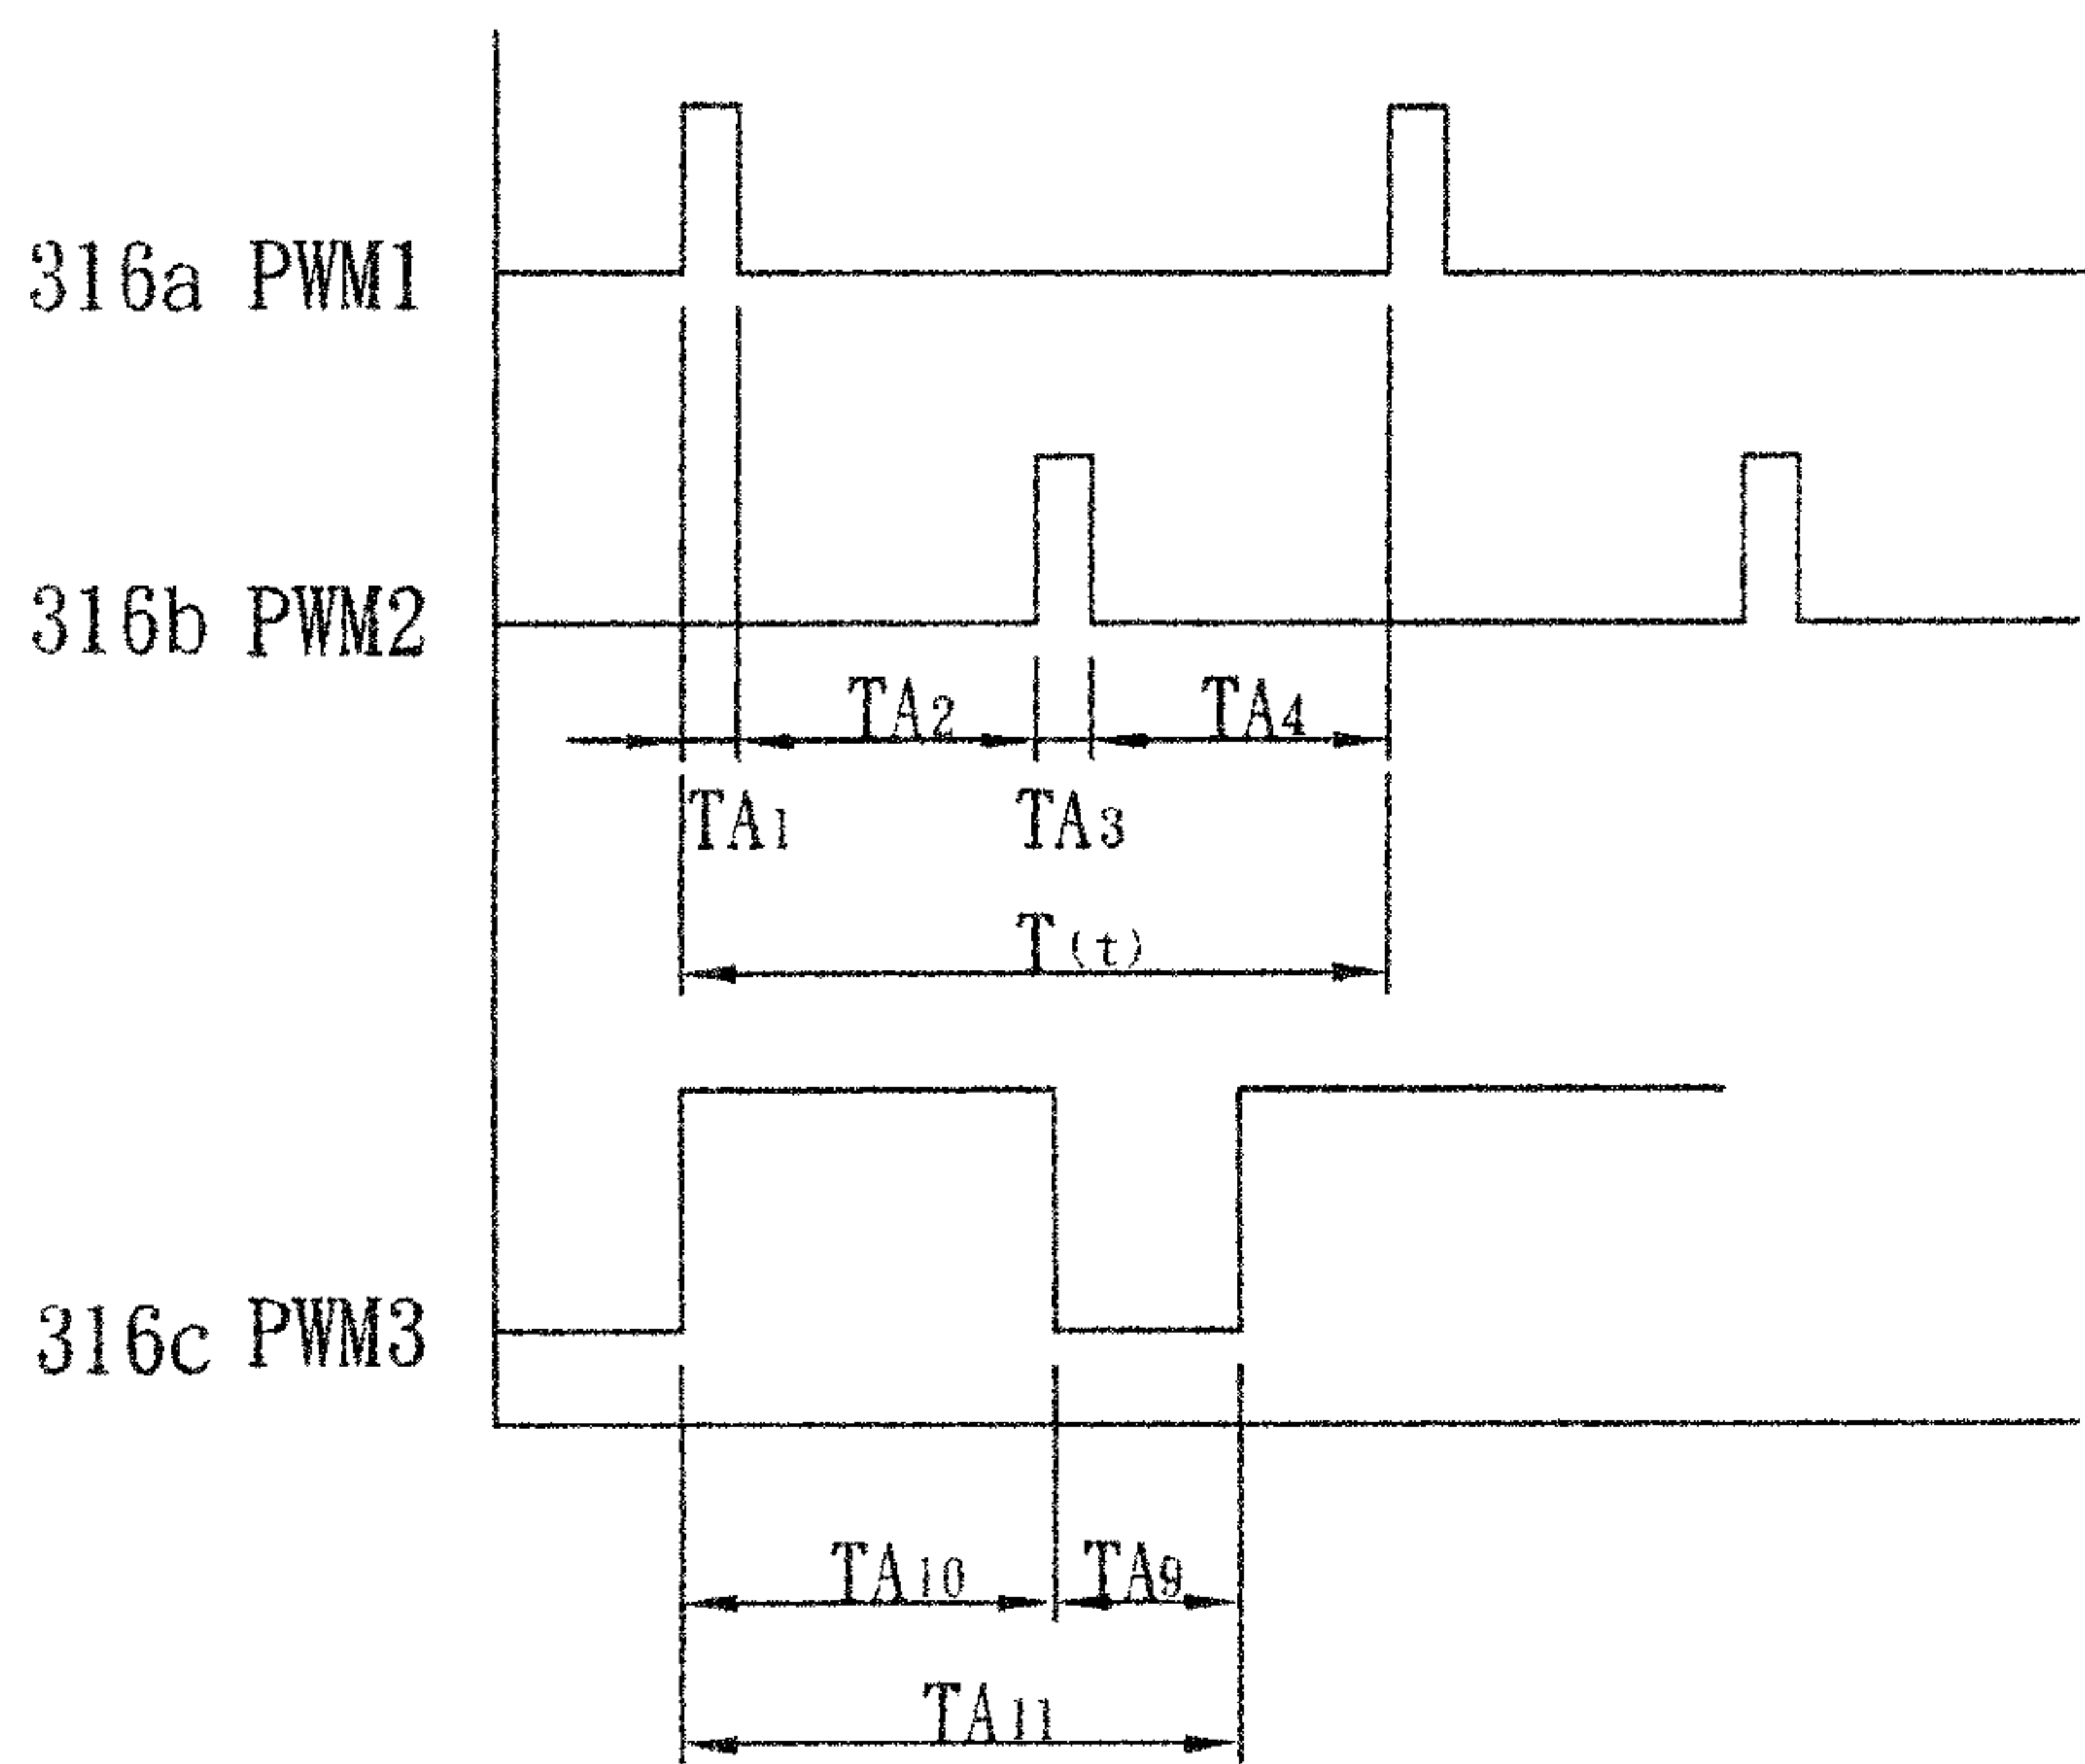 316a PWM1
316b PWM2
TA2 TA4
TA1 TA3
T(t)
316c PWM3
TA10 TA9
TA11